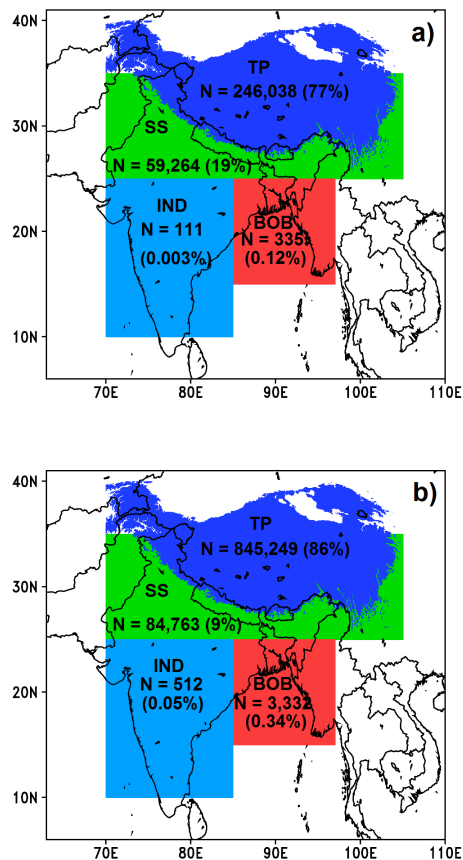 40N
a)
TP
N = 246,038 (77%)
30N
SS
N = 59,264 (19%)
IND
BOB
20N
N = 111
N = 335
(0.003%)
(0.12%)
10N
70E 80E 90E 100E 110E
40N
b)
TP
N = 845,249 (86%)
30N
SS
N = 84,763 (9%)
IND
BOB
20N
N = 512
N = 3,332
(0.05%)
(0.34%)
10N
70E 80E 90E 100E 110E